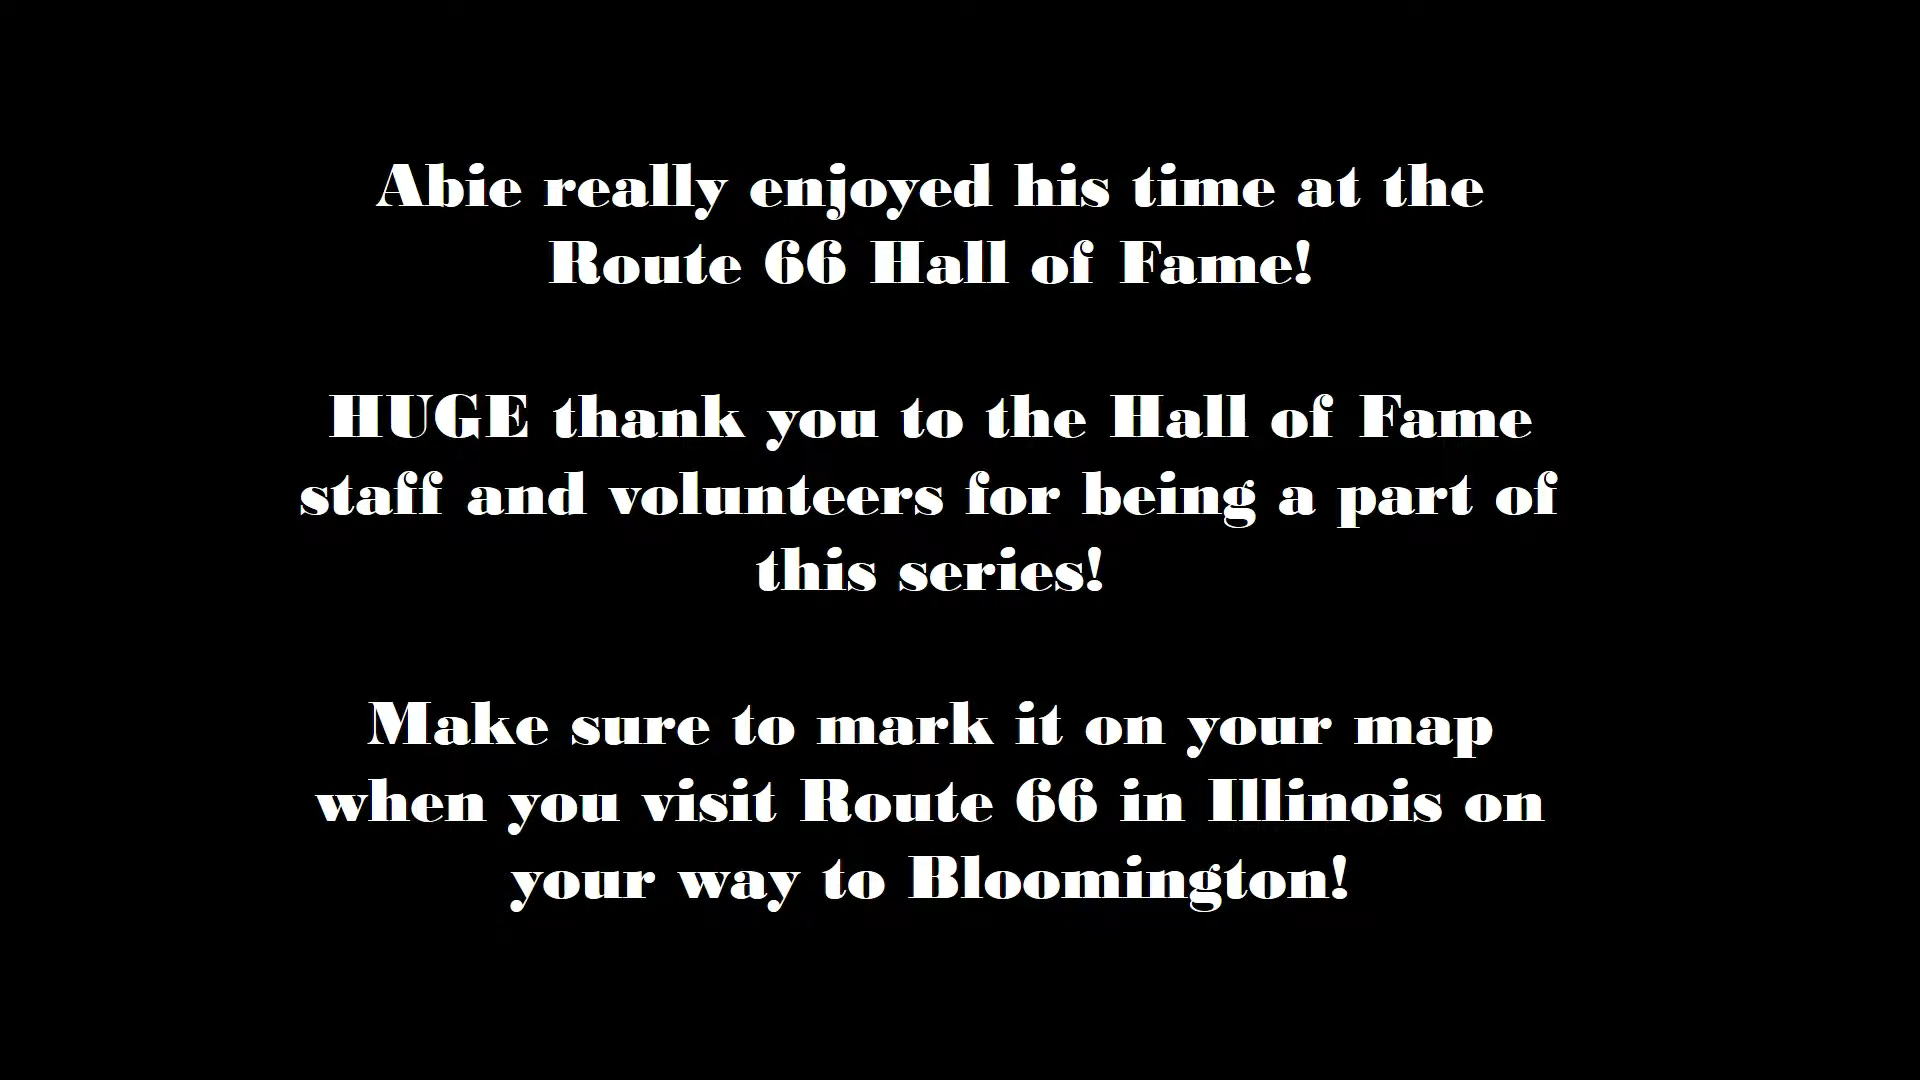 Abie really enjoyed his time at the
Route 66 Hall of Fame!
HUGE thank you to the Hall of Fame
staff and volunteers for being a part of
this series!
Make sure to mark it on your map
when you visit Route 66 in Illinois on
your way to Bloomington!